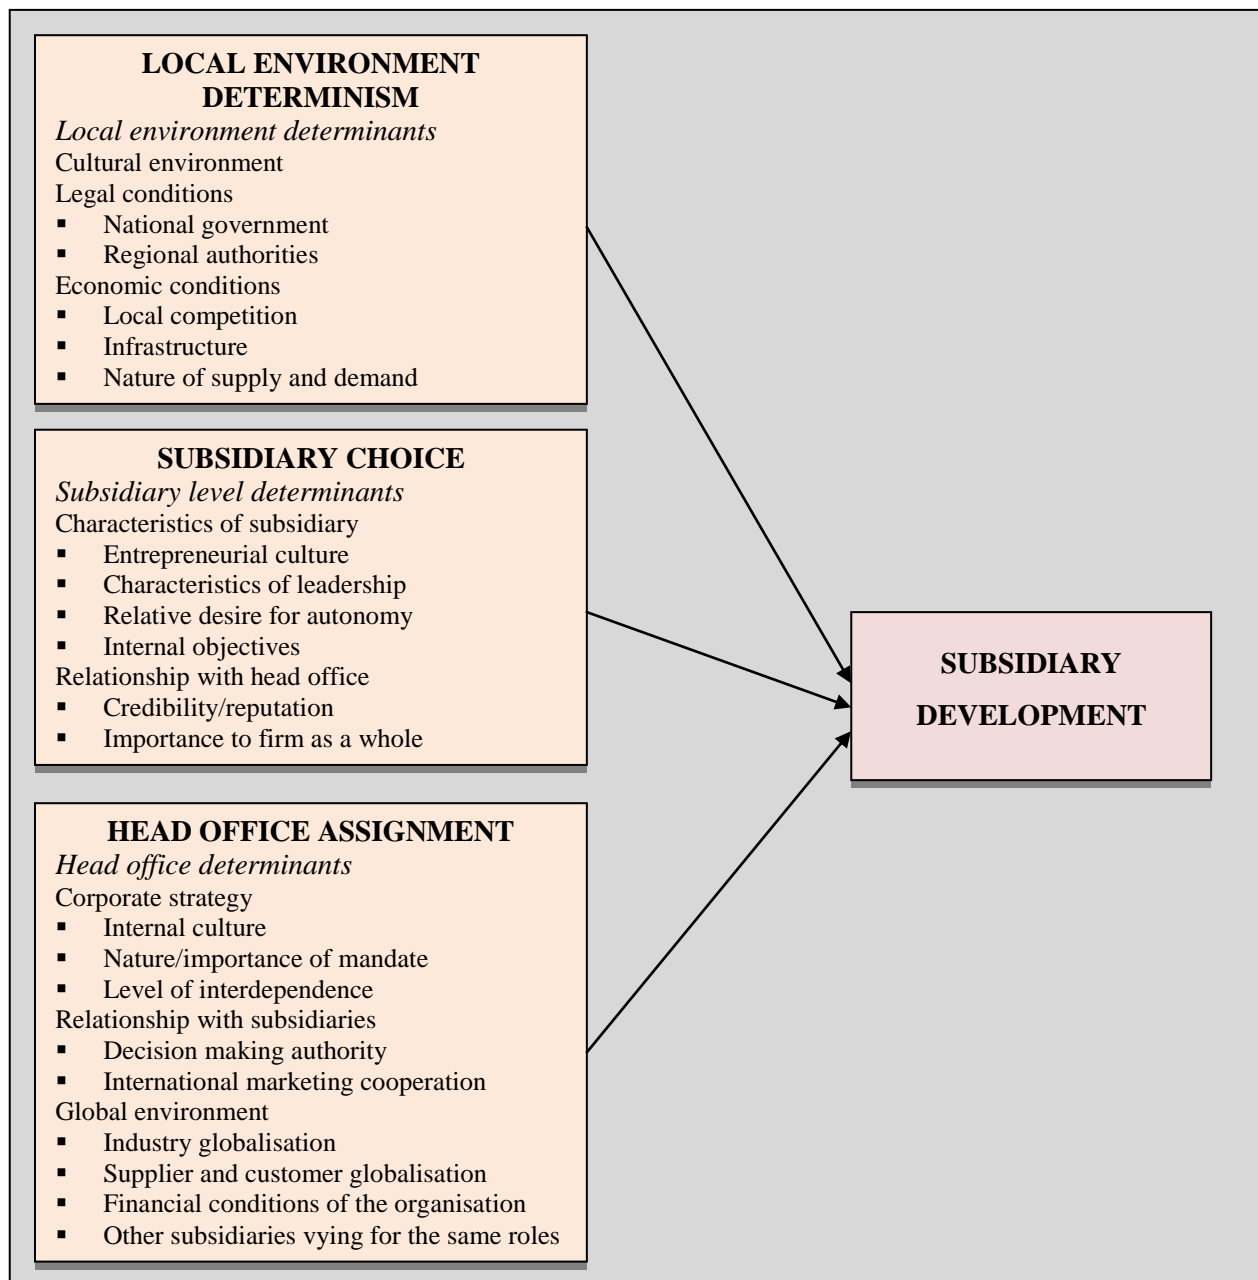 LOCAL ENVIRONMENT
DETERMINISM
Local environment determinants
Cultural environment
Legal conditions
▪ National government
▪ Regional authorities
Economic conditions
▪ Local competition
▪ Infrastructure
▪ Nature of supply and demand
SUBSIDIARY CHOICE
Subsidiary level determinants
Characteristics of subsidiary
▪ Entrepreneurial culture
▪ Characteristics of leadership
▪ Relative desire for autonomy
▪ Internal objectives
Relationship with head office
▪ Credibility/reputation
▪ Importance to firm as a whole
HEAD OFFICE ASSIGNMENT
Head office determinants
Corporate strategy
▪ Internal culture
▪ Nature/importance of mandate
▪ Level of interdependence
Relationship with subsidiaries
▪ Decision making authority
▪ International marketing cooperation
Global environment
▪ Industry globalisation
▪ Supplier and customer globalisation
▪ Financial conditions of the organisation
▪ Other subsidiaries vying for the same roles
SUBSIDIARY
DEVELOPMENT